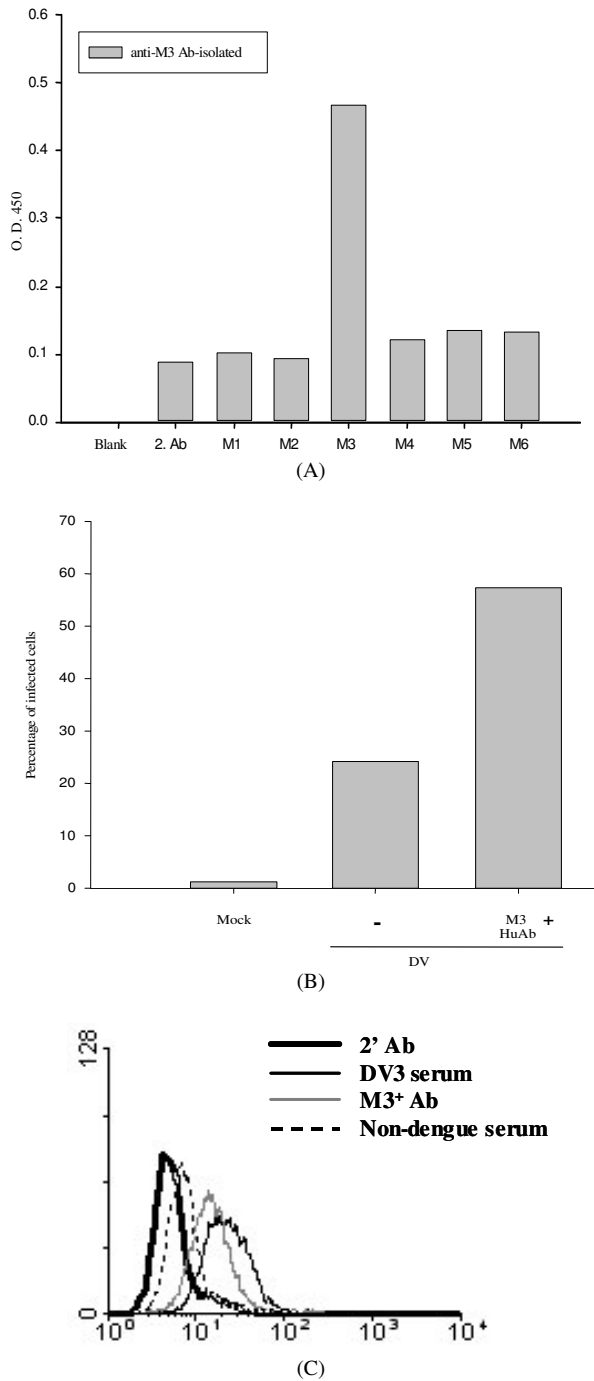 0.6
anti-M3 Ab-isolated
0.5
0.4
0.3
0.2
0.1
0.0
O. D. 450
Blank 2. Ab M1 M2 M3 M4 M5 M6
(A)
70
60
50
40
30
20
10
0
Percentage of infected cells
Mock - M3 +
HuAb
DV
(B)
128
0
2’ Ab
DV3 serum
M3⁺ Ab
Non-dengue serum
10⁰ 10¹ 10² 10³ 10⁴
(C)